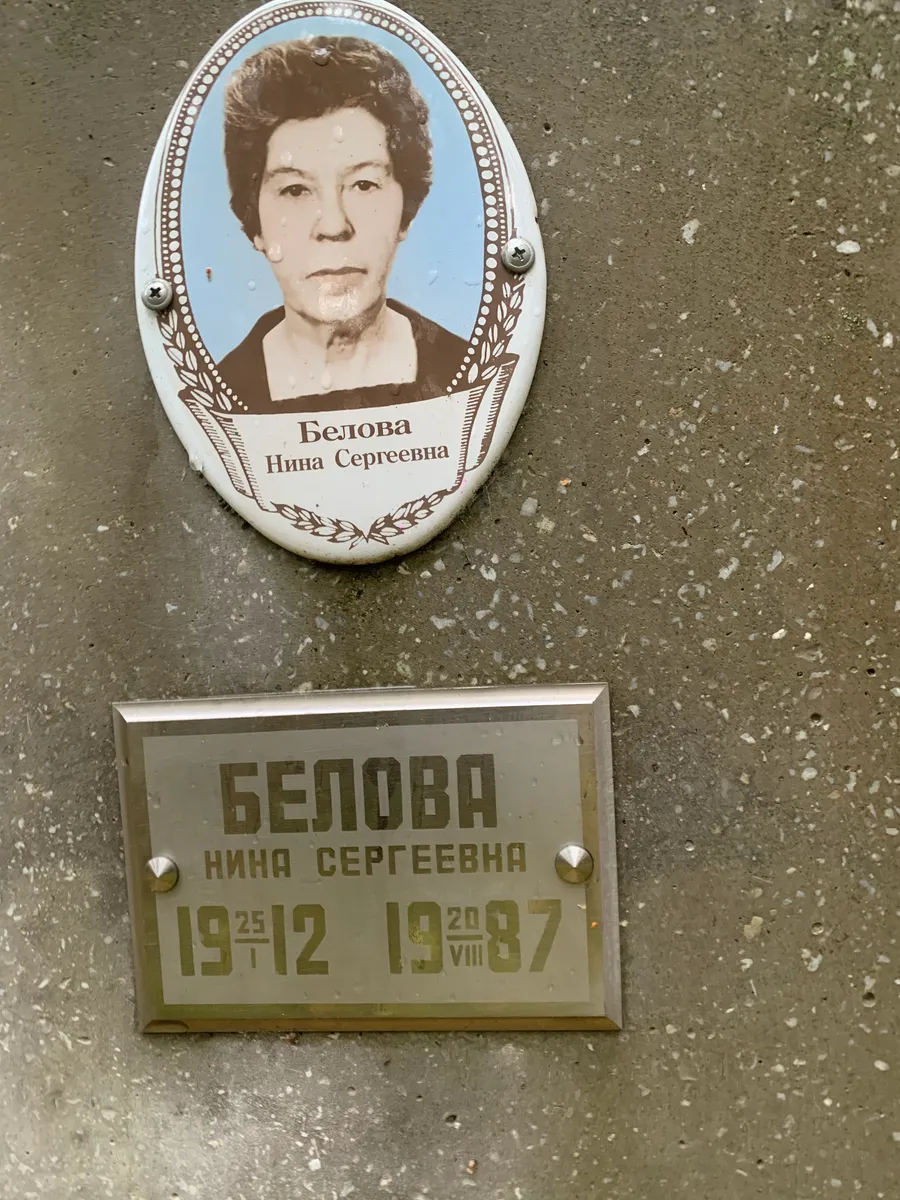 Белова
Нина Сергеевна
БЕЛОВА
НИНА СЕРГЕЕВНА
19 25/I 12 19 20/VIII 87